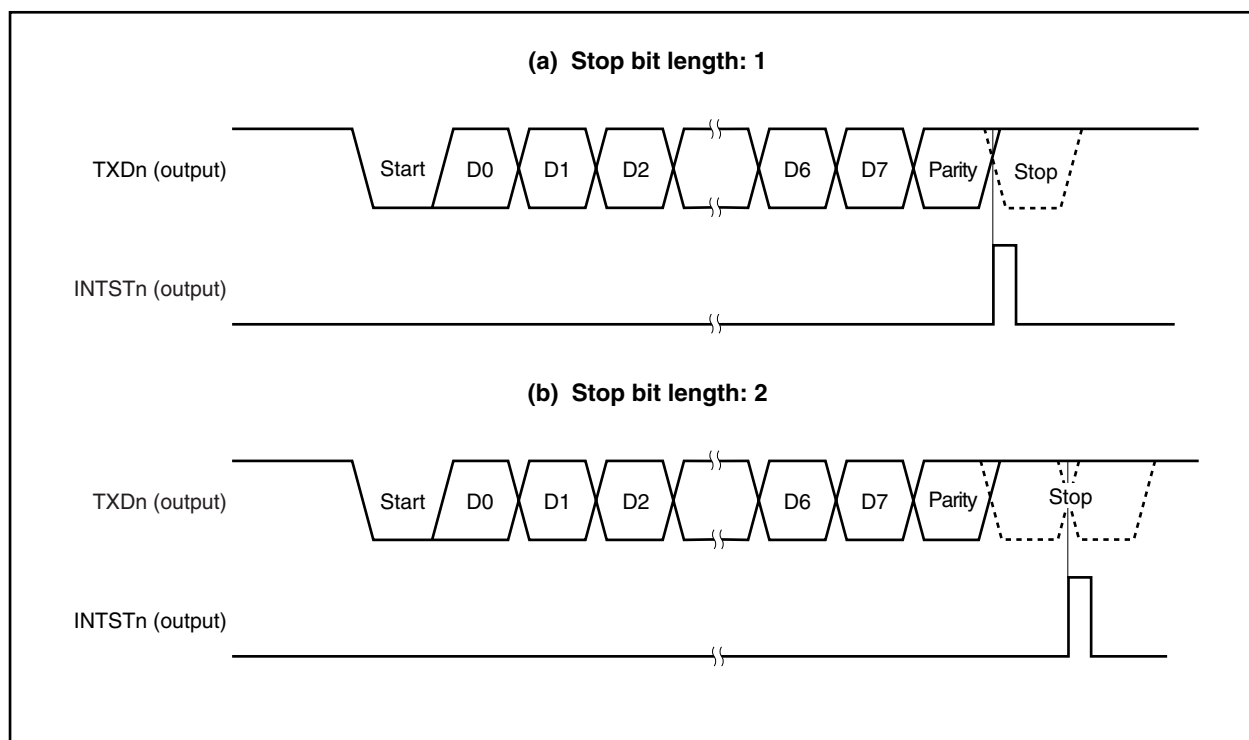 (a) Stop bit length: 1
TXDn (output)
Start
D0
D1
D2
D6
D7
Parity
Stop
INTSTn (output)
(b) Stop bit length: 2
TXDn (output)
Start
D0
D1
D2
D6
D7
Parity
Stop
INTSTn (output)